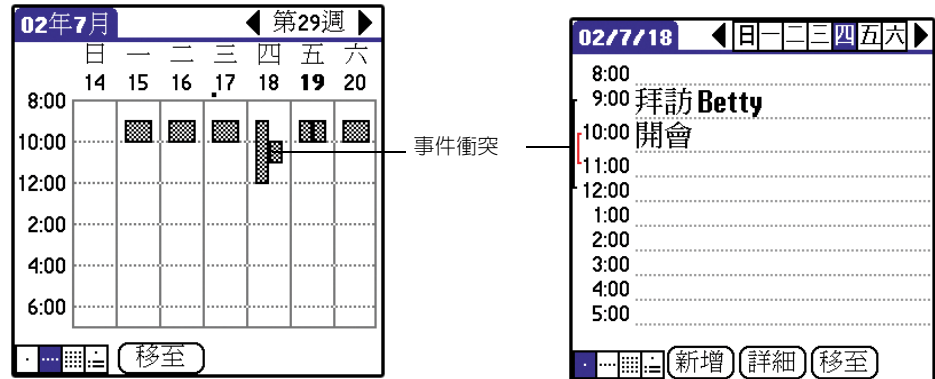 02年7月 第29週
日 一 二 三 四 五 六
14 15 16 17 18 19 20
8:00
10:00
12:00
2:00
4:00
6:00
移至
事件衝突
02/7/18 日 一 二 三 四 五 六
8:00
9:00 拜訪 Betty
10:00 開會
11:00
12:00
1:00
2:00
3:00
4:00
5:00
新增 詳細 移至